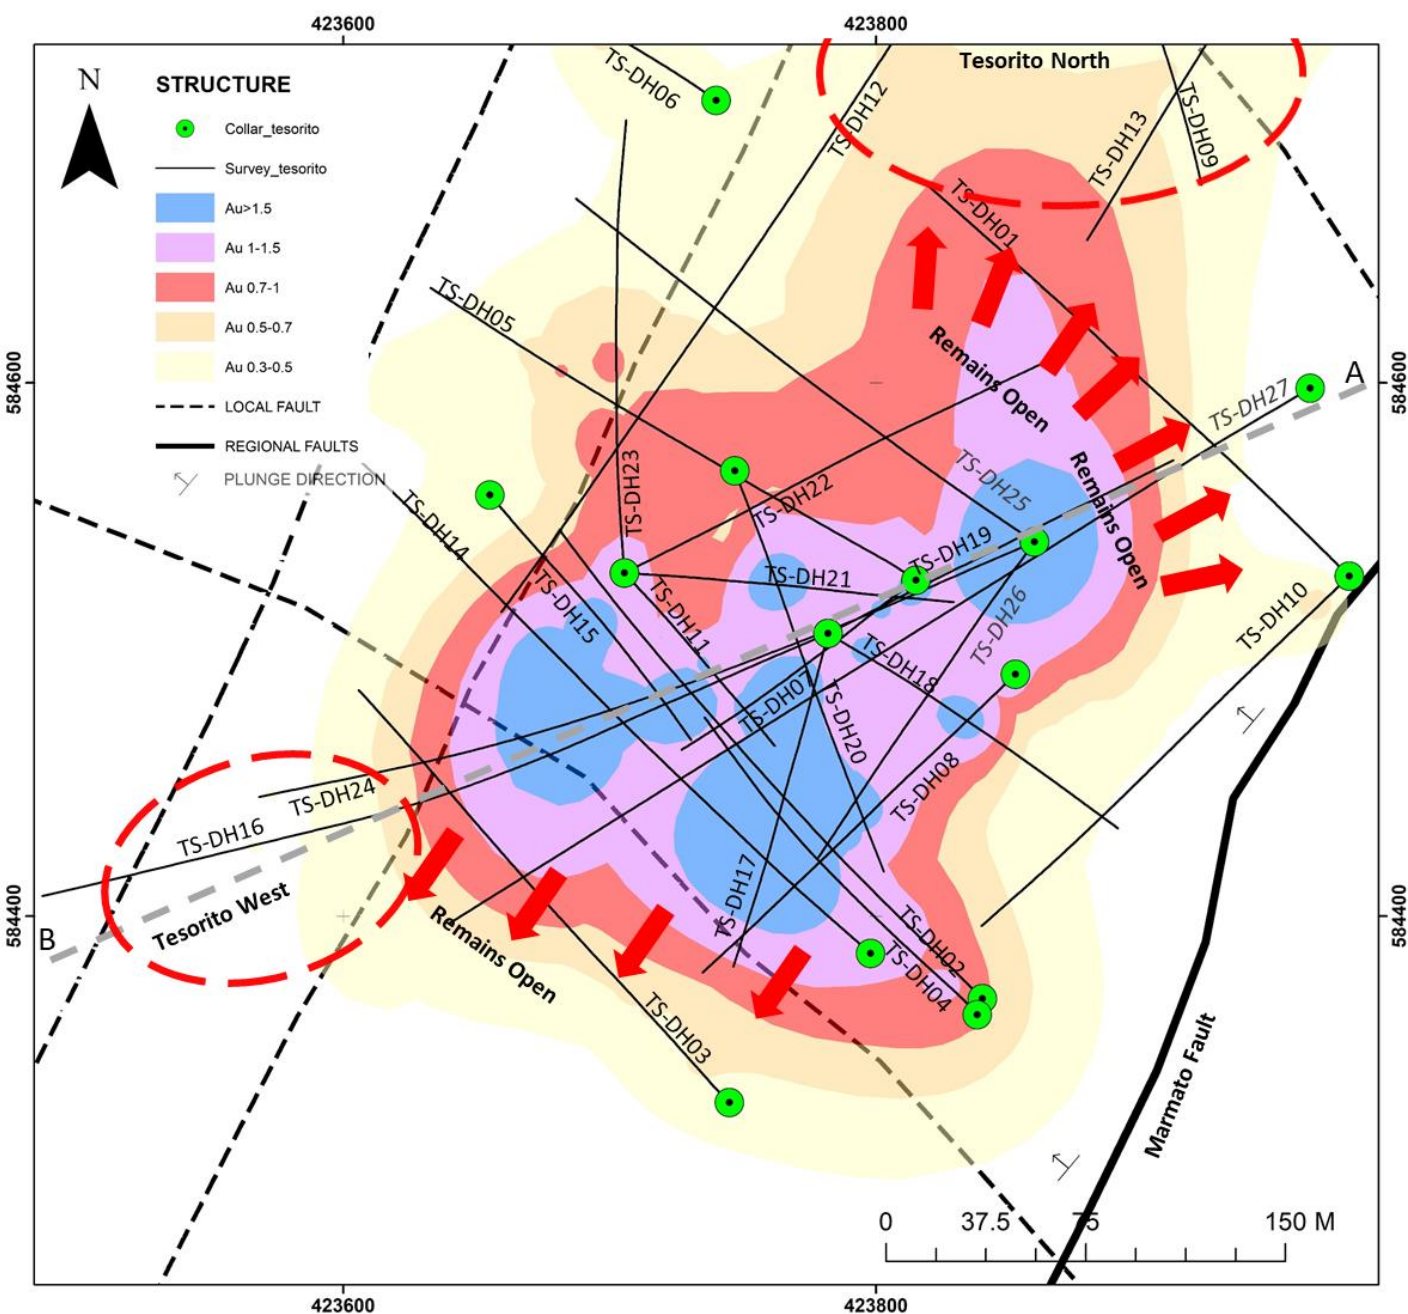 423600
423800
N
STRUCTURE
Collar_tesorito
Survey_tesorito
Au>1.5
Au 1-1.5
Au 0.7-1
Au 0.5-0.7
Au 0.3-0.5
LOCAL FAULT
REGIONAL FAULTS
PLUNGE DIRECTION
Tesorito North
TS-DH06
TS-DH12
TS-DH13
TS-DH09
TS-DH01
TS-DH05
Remains Open
584600
584600
A
TS-DH27
TS-DH23
TS-DH22
TS-DH25
Remains Open
TS-DH14
TS-DH19
TS-DH21
TS-DH15
TS-DH11
TS-DH26
TS-DH10
TS-DH18
TS-DH07
TS-DH20
TS-DH08
TS-DH24
TS-DH16
Tesorito West
TS-DH17
584400
584400
B
Remains Open
TS-DH02
TS-DH04
TS-DH03
Marmato Fault
0
37.5
75
150 M
423600
423800